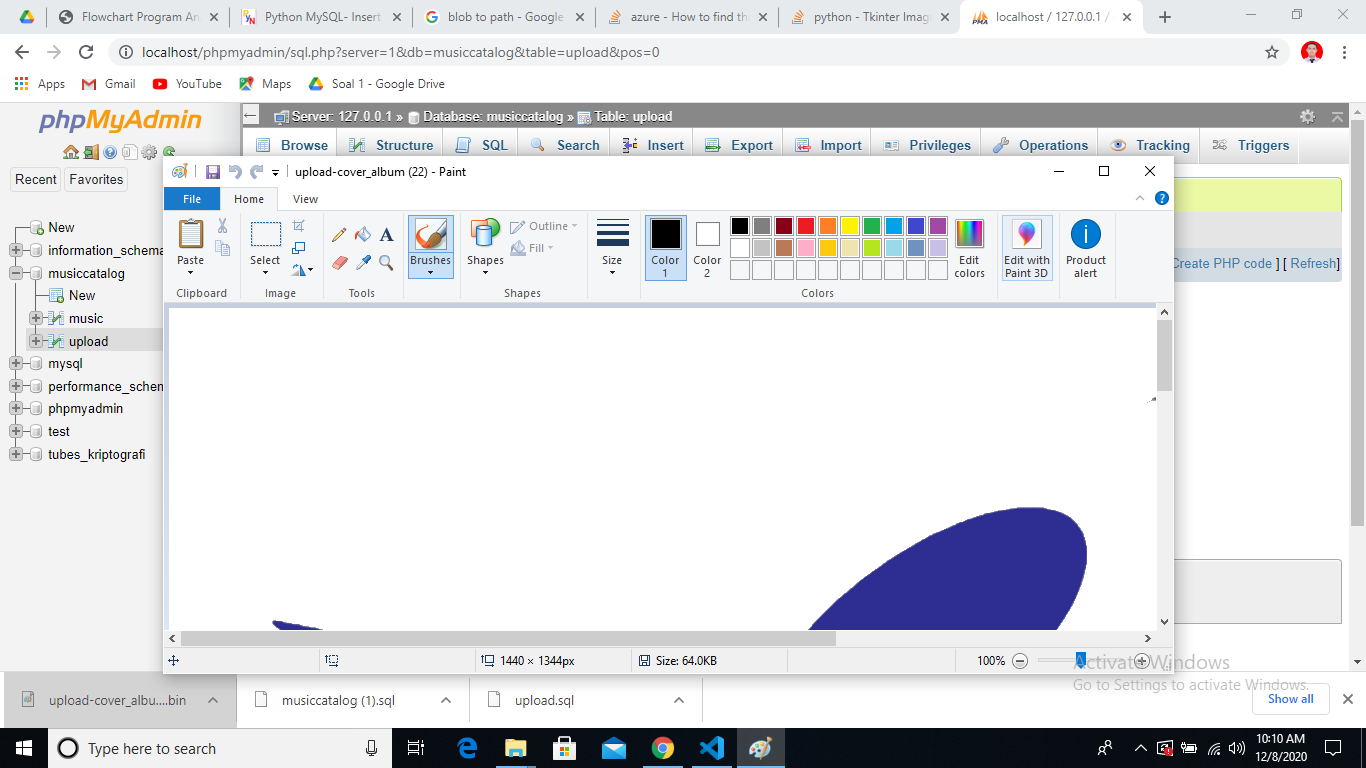 Flowchart Program An
Python MySQL- Insert
blob to path - Google
azure - How to find th
python - Tkinter Imag
localhost / 127.0.0.1 /
localhost/phpmyadmin/sql.php?server=1&db=musiccatalog&table=upload&pos=0
Apps Gmail YouTube Maps Soal 1 - Google Drive
phpMyAdmin
Server: 127.0.0.1 » Database: musiccatalog » Table: upload
Browse Structure SQL Search Insert Export Import Privileges Operations Tracking Triggers
Recent Favorites
New
information_schema
musiccatalog
New
music
upload
mysql
performance_schem
phpmyadmin
test
tubes_kriptografi
Create PHP code ] [ Refresh]
upload-cover_album (22) - Paint
File Home View
Paste
Clipboard
Select
Image
A
Tools
Brushes
Shapes
Outline
Fill
Shapes
Size
Color 1
Color 2
Edit colors
Colors
Edit with Paint 3D
Product alert
1440 × 1344px
Size: 64.0KB
100%
Activate Windows
Go to Settings to activate Windows.
upload-cover_albu....bin
musiccatalog (1).sql
upload.sql
Show all
Type here to search
10:10 AM
12/8/2020